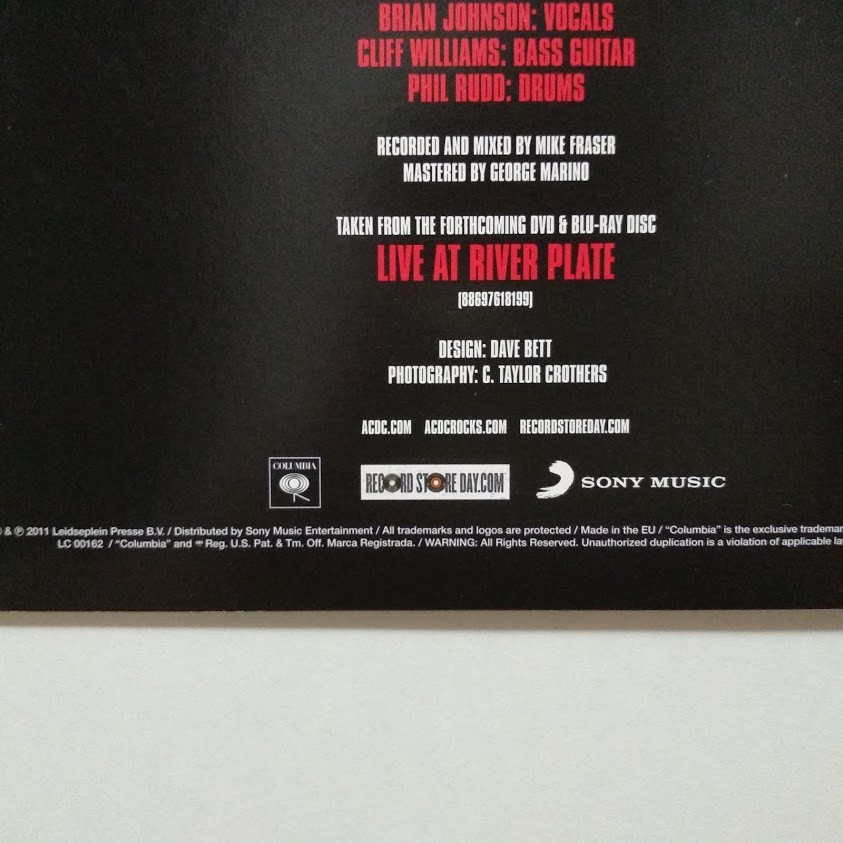 BRIAN JOHNSON: VOCALS
CLIFF WILLIAMS: BASS GUITAR
PHIL RUDD: DRUMS
RECORDED AND MIXED BY MIKE FRASER
MASTERED BY GEORGE MARINO
TAKEN FROM THE FORTHCOMING DVD & BLU-RAY DISC
LIVE AT RIVER PLATE
(88697618199)
DESIGN: DAVE BETT
PHOTOGRAPHY: C. TAYLOR CROTHERS
ACDC.COM ACDCROCKS.COM RECORDSTOREDAY.COM
COLUMBIA
RECORD STORE DAY.COM
SONY MUSIC
& ℗ 2011 Leidseplein Presse B.V. / Distributed by Sony Music Entertainment / All trademarks and logos are protected / Made in the EU / "Columbia" is the exclusive trademar
LC 00162 / "Columbia" and Reg. U.S. Pat. & Tm. Off. Marca Registrada. / WARNING: All Rights Reserved. Unauthorized duplication is a violation of applicable la